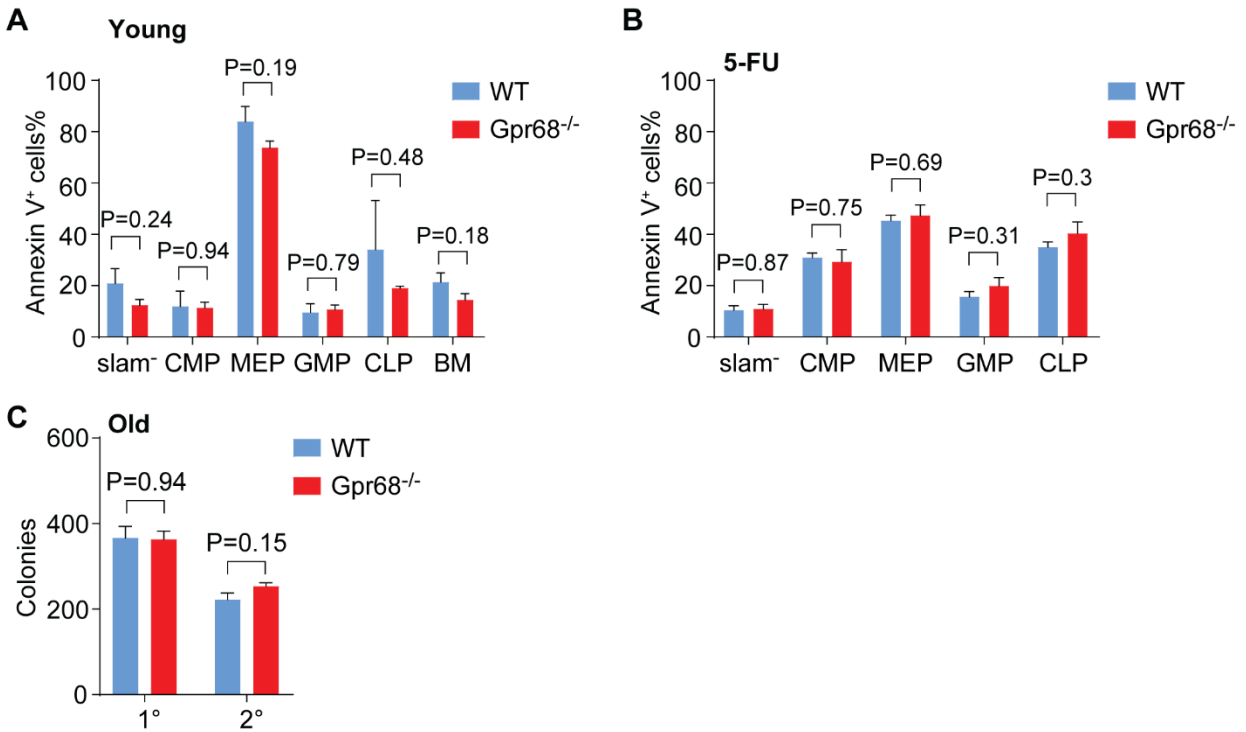 A
Young
Annexin V⁺ cells%
100
80
60
40
20
0
P=0.24
P=0.94
P=0.19
P=0.79
P=0.48
P=0.18
slam⁻ CMP MEP GMP CLP BM
WT
Gpr68⁻/⁻
B
5-FU
Annexin V⁺ cells%
100
80
60
40
20
0
P=0.87
P=0.75
P=0.69
P=0.31
P=0.3
slam⁻ CMP MEP GMP CLP
WT
Gpr68⁻/⁻
C
Old
Colonies
600
400
200
0
P=0.94
P=0.15
1° 2°
WT
Gpr68⁻/⁻